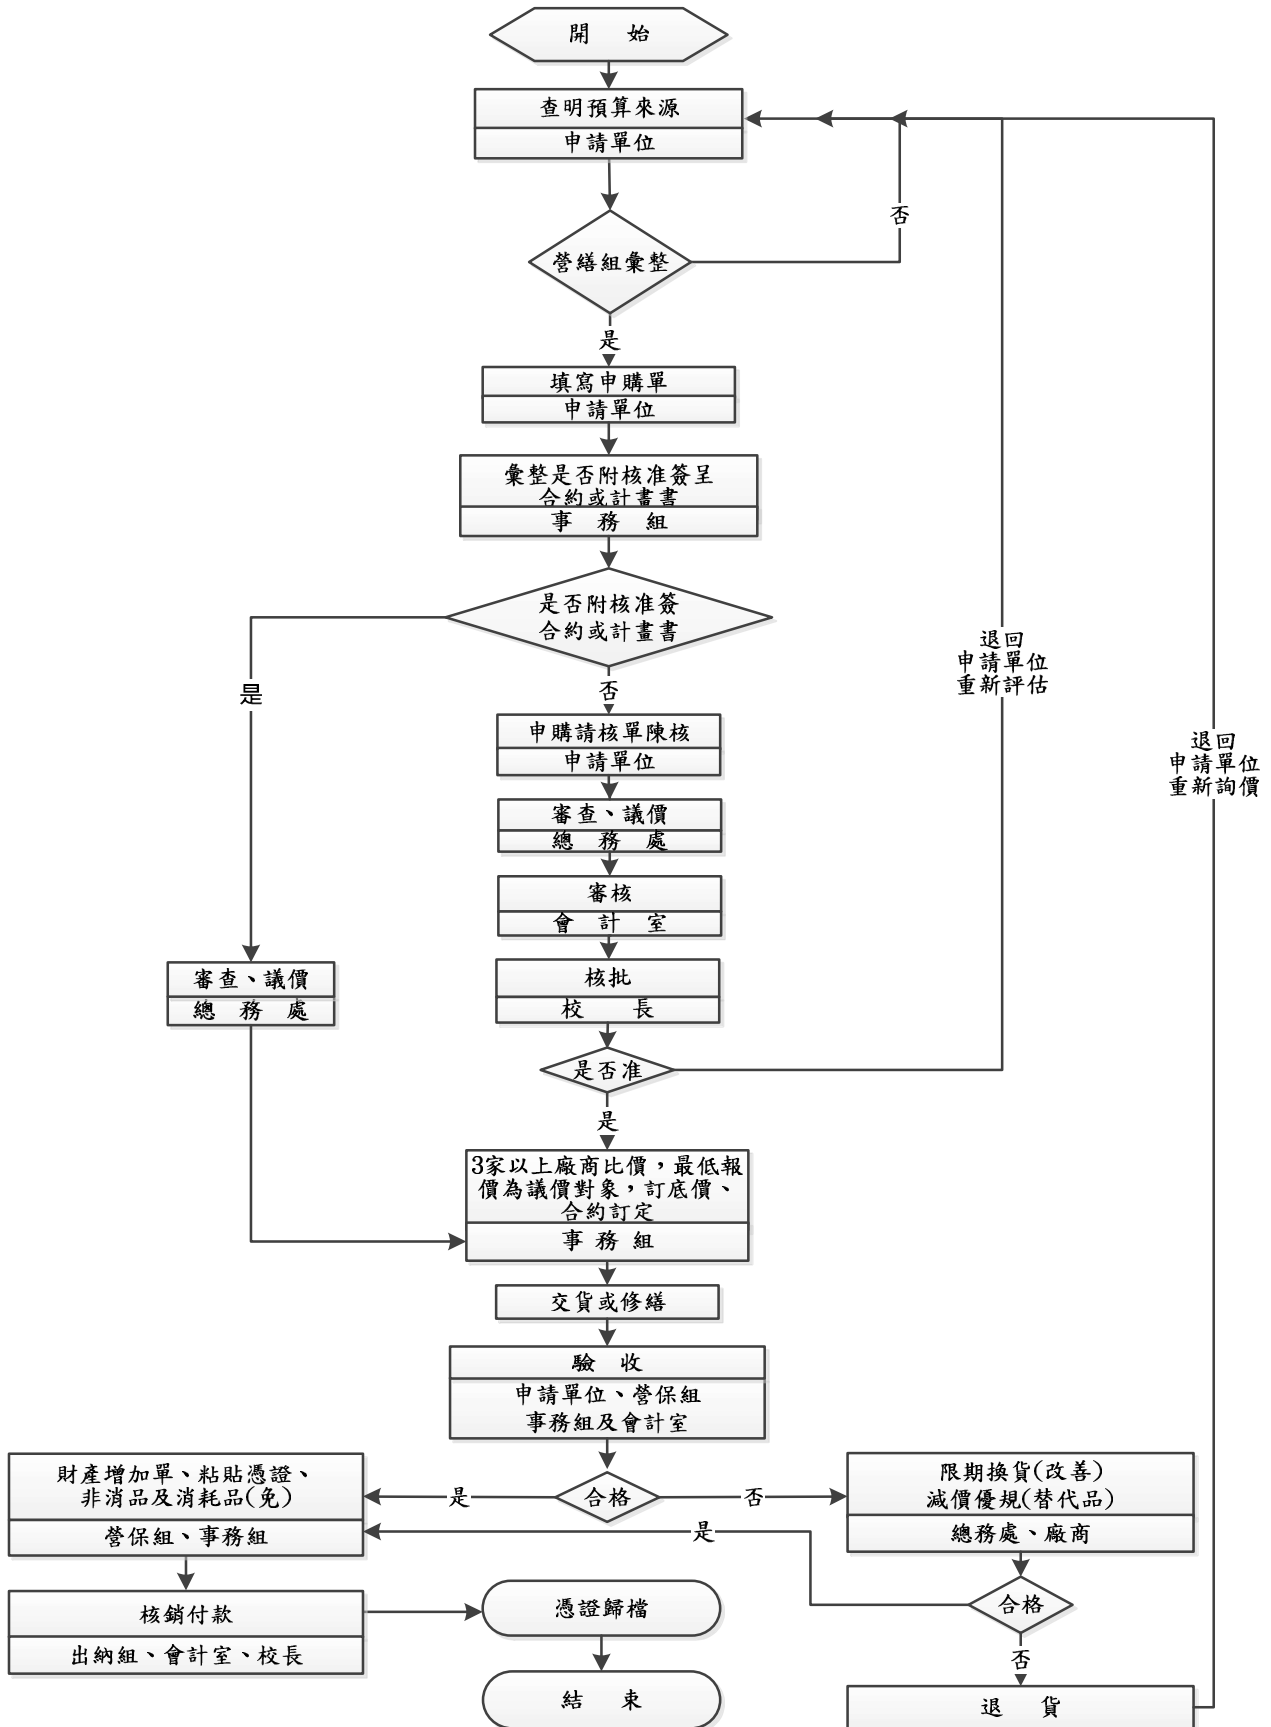 開 始
查明預算來源
申請單位
否
營繕組彙整
是
填寫申購單
申請單位
彙整是否附核准簽呈
合約或計畫書
事 務 組
是否附核准簽
合約或計畫書
退回
申請單位
重新評估
是
否
申購請核單陳核
申請單位
退回
申請單位
重新詢價
審查、議價
總 務 處
審核
會 計 室
審查、議價
總 務 處
核批
校 長
是否准
是
3家以上廠商比價，最低報
價為議價對象，訂底價、
合約訂定
事 務 組
交貨或修繕
驗 收
申請單位、營保組
事務組及會計室
財產增加單、粘貼憑證、
非消品及消耗品(免)
營保組、事務組
是
合格
否
限期換貨(改善)
減價優規(替代品)
總務處、廠商
是
核銷付款
出納組、會計室、校長
憑證歸檔
合格
否
結 束
退 貨